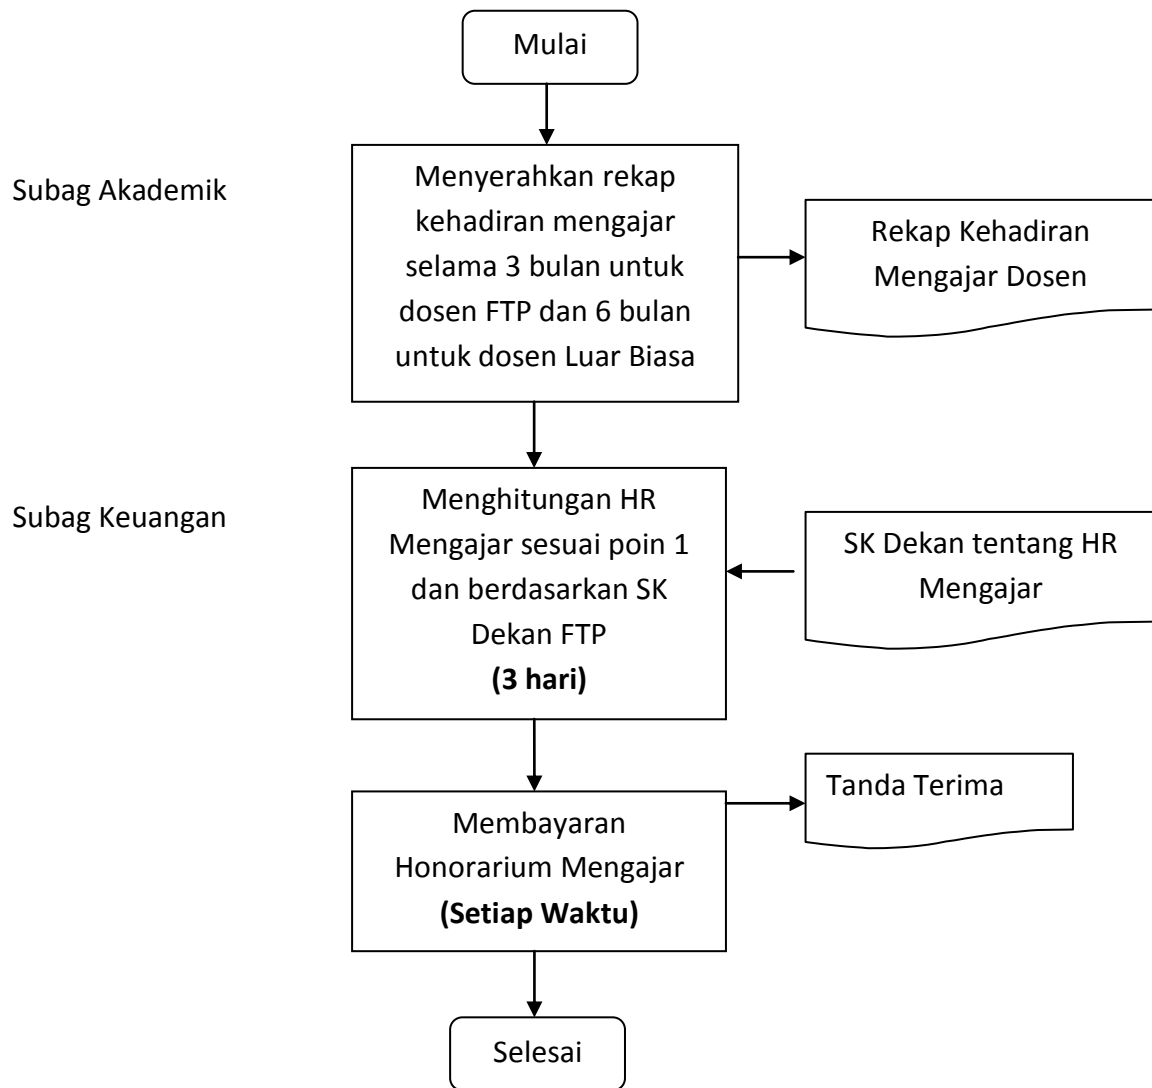 Mulai
Subag Akademik
Menyerahkan rekap
kehadiran mengajar
selama 3 bulan untuk
dosen FTP dan 6 bulan
untuk dosen Luar Biasa
Rekap Kehadiran
Mengajar Dosen
Subag Keuangan
Menghitungan HR
Mengajar sesuai poin 1
dan berdasarkan SK
Dekan FTP
(3 hari)
SK Dekan tentang HR
Mengajar
Membayaran
Honorarium Mengajar
(Setiap Waktu)
Tanda Terima
Selesai